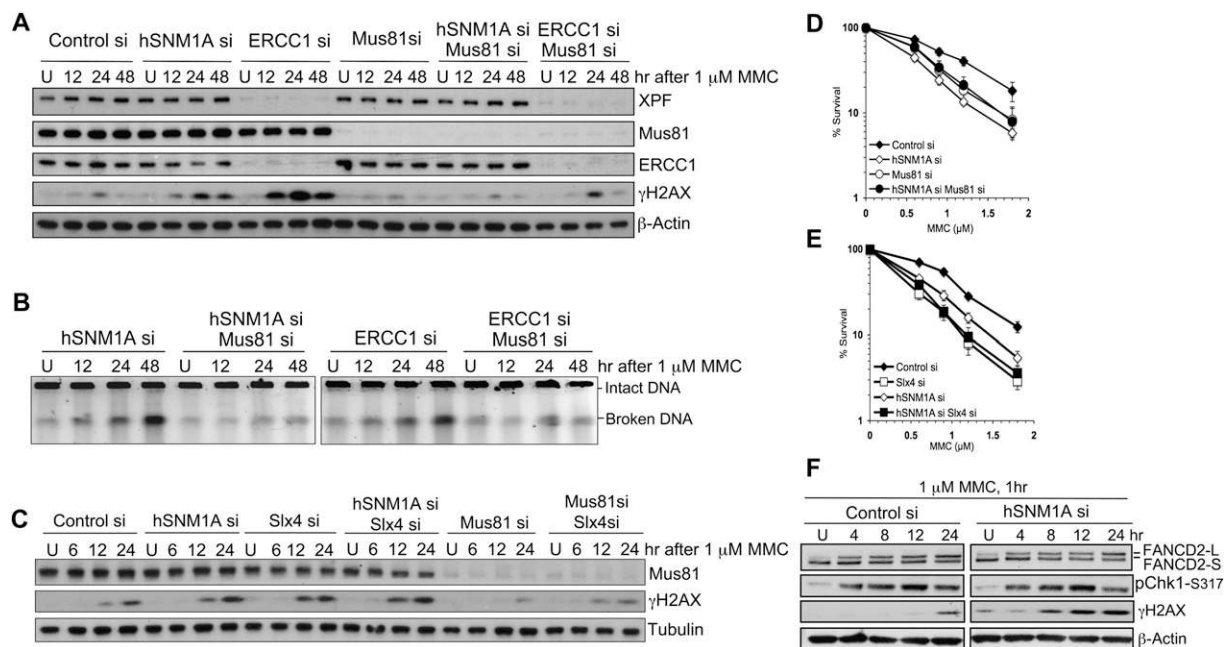 A
Control si hSNM1A si ERCC1 si Mus81si hSNM1A si Mus81 si ERCC1 si Mus81 si
U 12 24 48 U 12 24 48 U 12 24 48 U 12 24 48 U 12 24 48 U 12 24 48 hr after 1 μM MMC
XPF
Mus81
ERCC1
γH2AX
β-Actin
B
hSNM1A si hSNM1A si Mus81 si ERCC1 si ERCC1 si Mus81 si
U 12 24 48 U 12 24 48 U 12 24 48 U 12 24 48 hr after 1 μM MMC
Intact DNA
Broken DNA
C
Control si hSNM1A si Slx4 si hSNM1A si Slx4 si Mus81 si Mus81si Slx4si
U 6 12 24 U 6 12 24 U 6 12 24 U 6 12 24 U 6 12 24 U 6 12 24 hr after 1 μM MMC
Mus81
γH2AX
Tubulin
D
100
10
1
% Survival
Control si
hSNM1A si
Mus81 si
hSNM1A si Mus81 si
0 0.5 1 1.5 2
MMC (μM)
E
100
10
1
% Survival
Control si
Slx4 si
hSNM1A si
hSNM1A si Slx4 si
0 0.5 1 1.5 2
MMC (μM)
F
1 μM MMC, 1hr
Control si hSNM1A si
U 4 8 12 24 U 4 8 12 24 hr
FANCD2-L
FANCD2-S
pChk1-S317
γH2AX
β-Actin